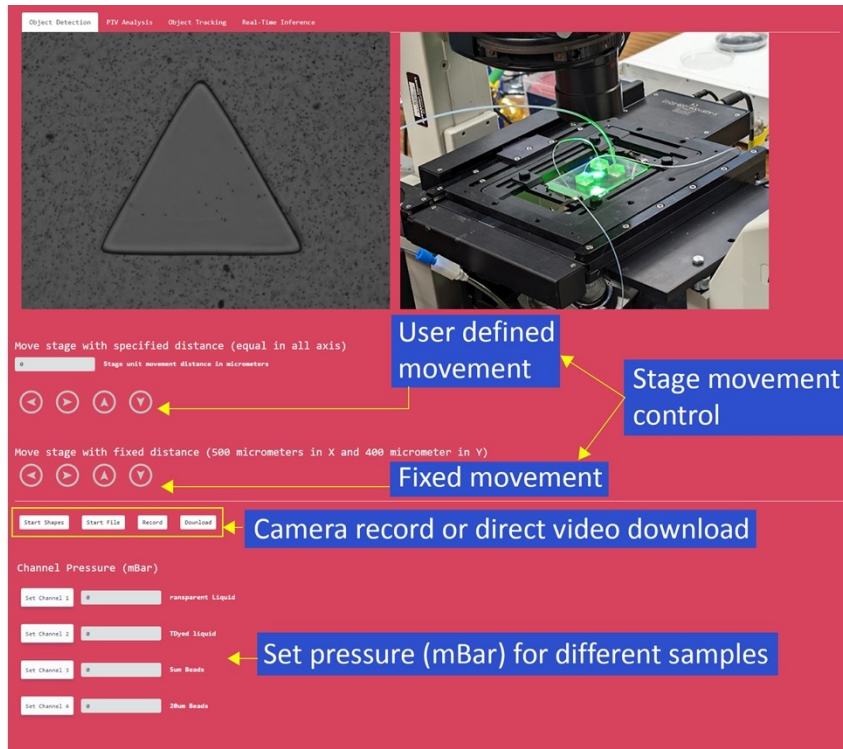 Object Detection PIV Analysis Object Tracking Real-Time Inference
Move stage with specified distance (equal in all axis)
0 Stage unit movement distance in micrometers
User defined
movement
Stage movement
control
Move stage with fixed distance (500 micrometers in X and 400 micrometer in Y)
Fixed movement
Start Shapes Start File Record Download
Camera record or direct video download
Channel Pressure (mBar)
Set Channel 1 0 ransparent Liquid
Set Channel 2 0 TDyed liquid
Set Channel 3 0 5um Beads
Set Channel 4 0 20um Beads
Set pressure (mBar) for different samples